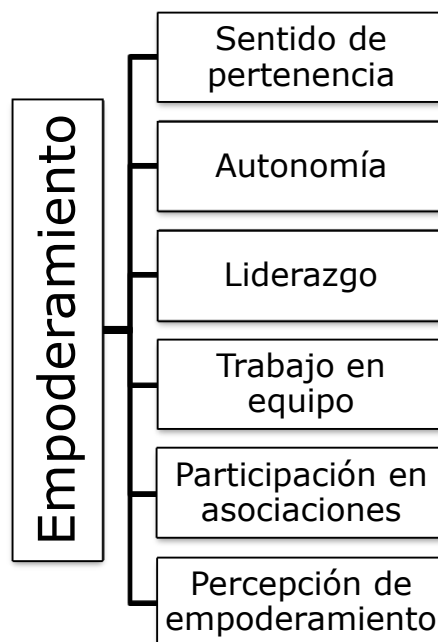 Empoderamiento
Sentido de
pertenencia
Autonomía
Liderazgo
Trabajo en
equipo
Participación en
asociaciones
Percepción de
empoderamiento